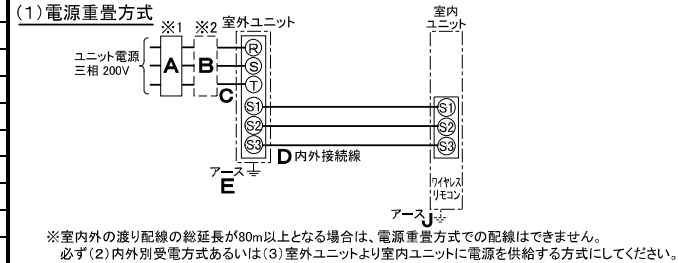 (1)電源重畳方式
※1 ※2 室外ユニット 室内
ユニット
ユニット電源
三相 200V
A B
C
R
S
T
S1 S1
S2 S2
S3 S3
D 内外接続線
アース
E
ワイヤレス
リモコン
アース J
※室内外の渡り配線の総延長が80m以上となる場合は、電源重畳方式での配線はできません。
必ず(2)内外別受電方式あるいは(3)室外ユニットより室内ユニットに電源を供給する方式にしてください。